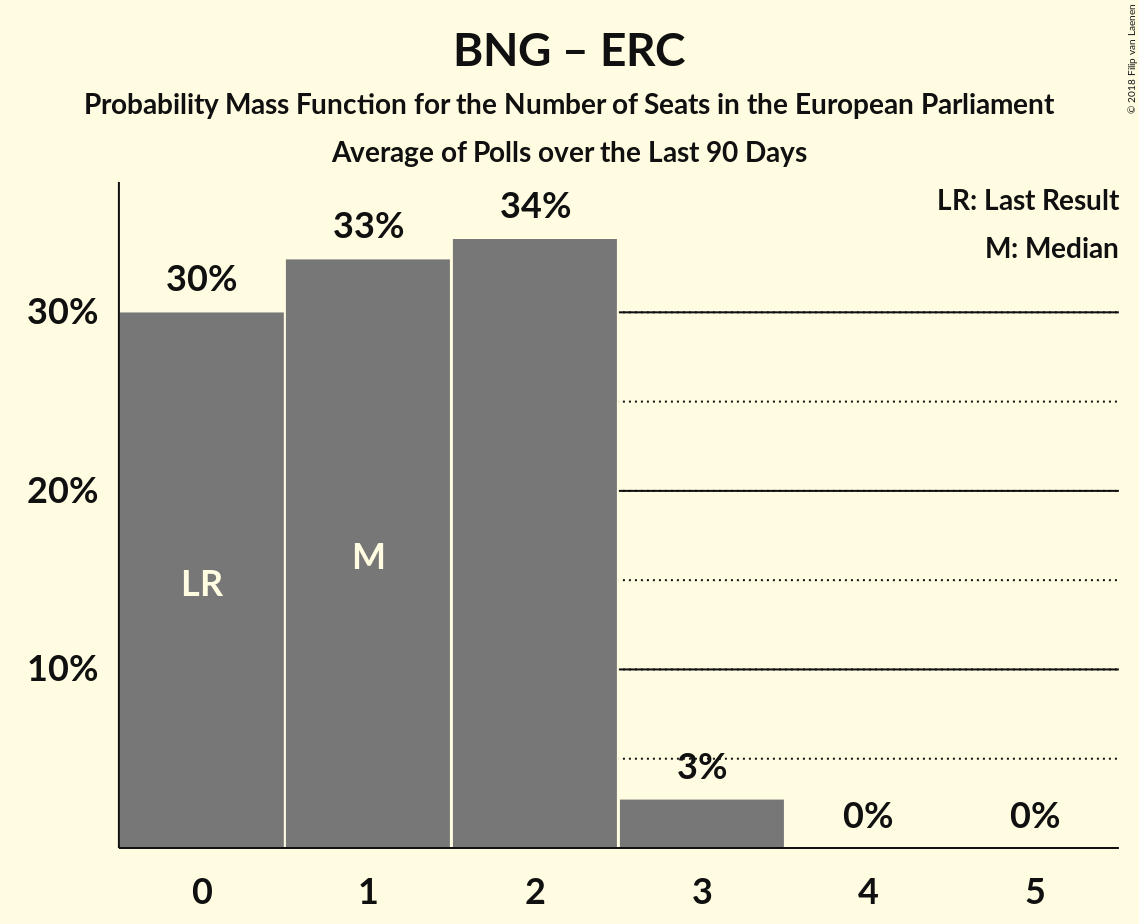 BNG – ERC
Probability Mass Function for the Number of Seats in the European Parliament
Average of Polls over the Last 90 Days
© 2018 Filip van Laenen
LR: Last Result
M: Median
34%
33%
30%
30%
20%
10%
LR
M
3%
0%
0%
0 1 2 3 4 5